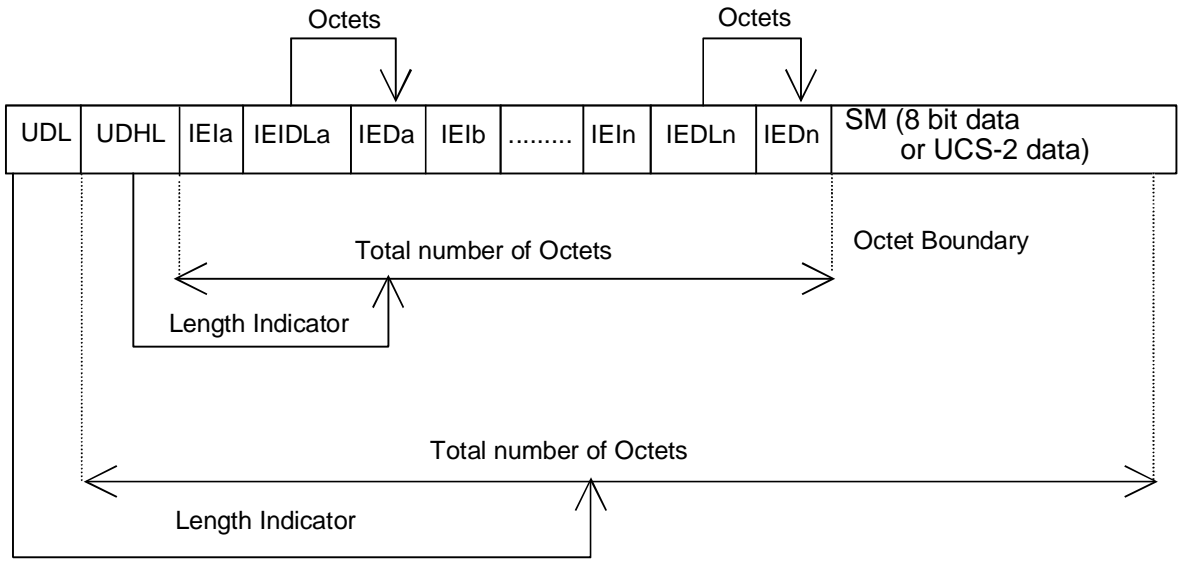 Octets Octets
UDL UDHL IEIa IEIDLa IEDa IEIb ......... IEIn IEDLn IEDn SM (8 bit data
or UCS-2 data)
Octet Boundary
Total number of Octets
Length Indicator
Total number of Octets
Length Indicator